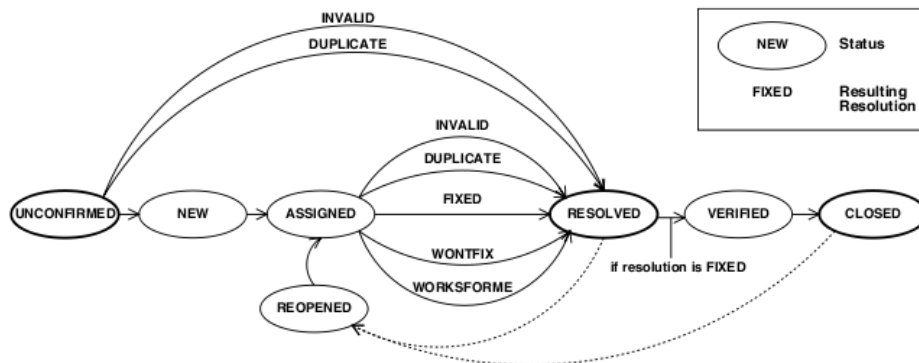 INVALID
DUPLICATE
NEW
Status
FIXED
Resulting
Resolution
INVALID
DUPLICATE
FIXED
UNCONFIRMED
NEW
ASSIGNED
RESOLVED
VERIFIED
CLOSED
WONTFIX
if resolution is FIXED
WORKSFORME
REOPENED